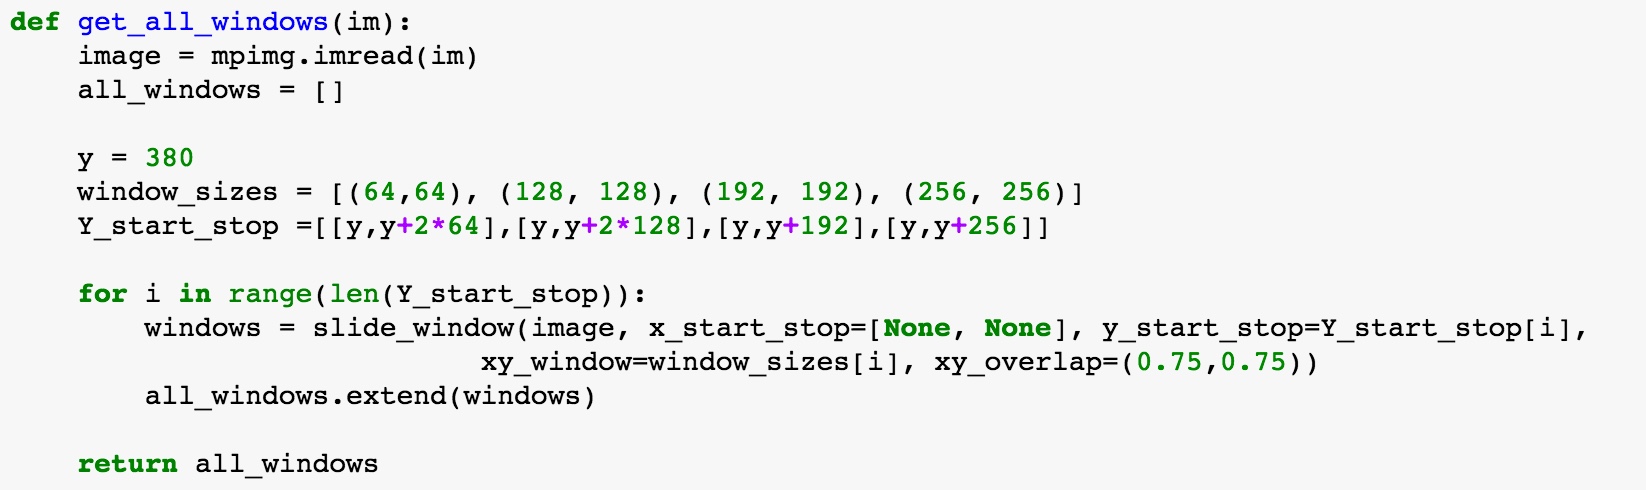 def get_all_windows(im):
    image = mpimg.imread(im)
    all_windows = []

    y = 380
    window_sizes = [(64,64), (128, 128), (192, 192), (256, 256)]
    Y_start_stop =[[y,y+2*64],[y,y+2*128],[y,y+192],[y,y+256]]

    for i in range(len(Y_start_stop)):
        windows = slide_window(image, x_start_stop=[None, None], y_start_stop=Y_start_stop[i],
                            xy_window=window_sizes[i], xy_overlap=(0.75,0.75))
        all_windows.extend(windows)

    return all_windows